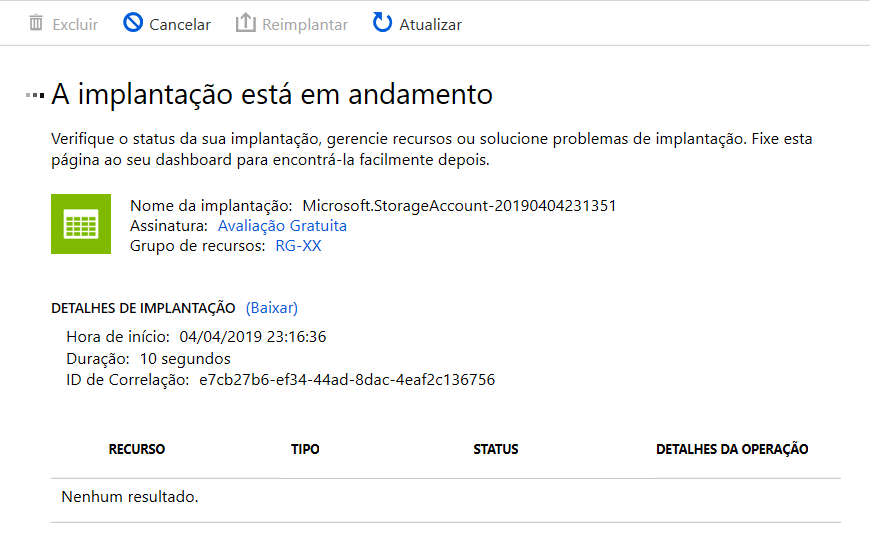 Excluir Cancelar Reimplantar Atualizar
A implantação está em andamento
Verifique o status da sua implantação, gerencie recursos ou solucione problemas de implantação. Fixe esta
página ao seu dashboard para encontrá-la facilmente depois.
Nome da implantação: Microsoft.StorageAccount-20190404231351
Assinatura: Avaliação Gratuita
Grupo de recursos: RG-XX
DETALHES DE IMPLANTAÇÃO (Baixar)
Hora de início: 04/04/2019 23:16:36
Duração: 10 segundos
ID de Correlação: e7cb27b6-ef34-44ad-8dac-4eaf2c136756
RECURSO TIPO STATUS DETALHES DA OPERAÇÃO
Nenhum resultado.